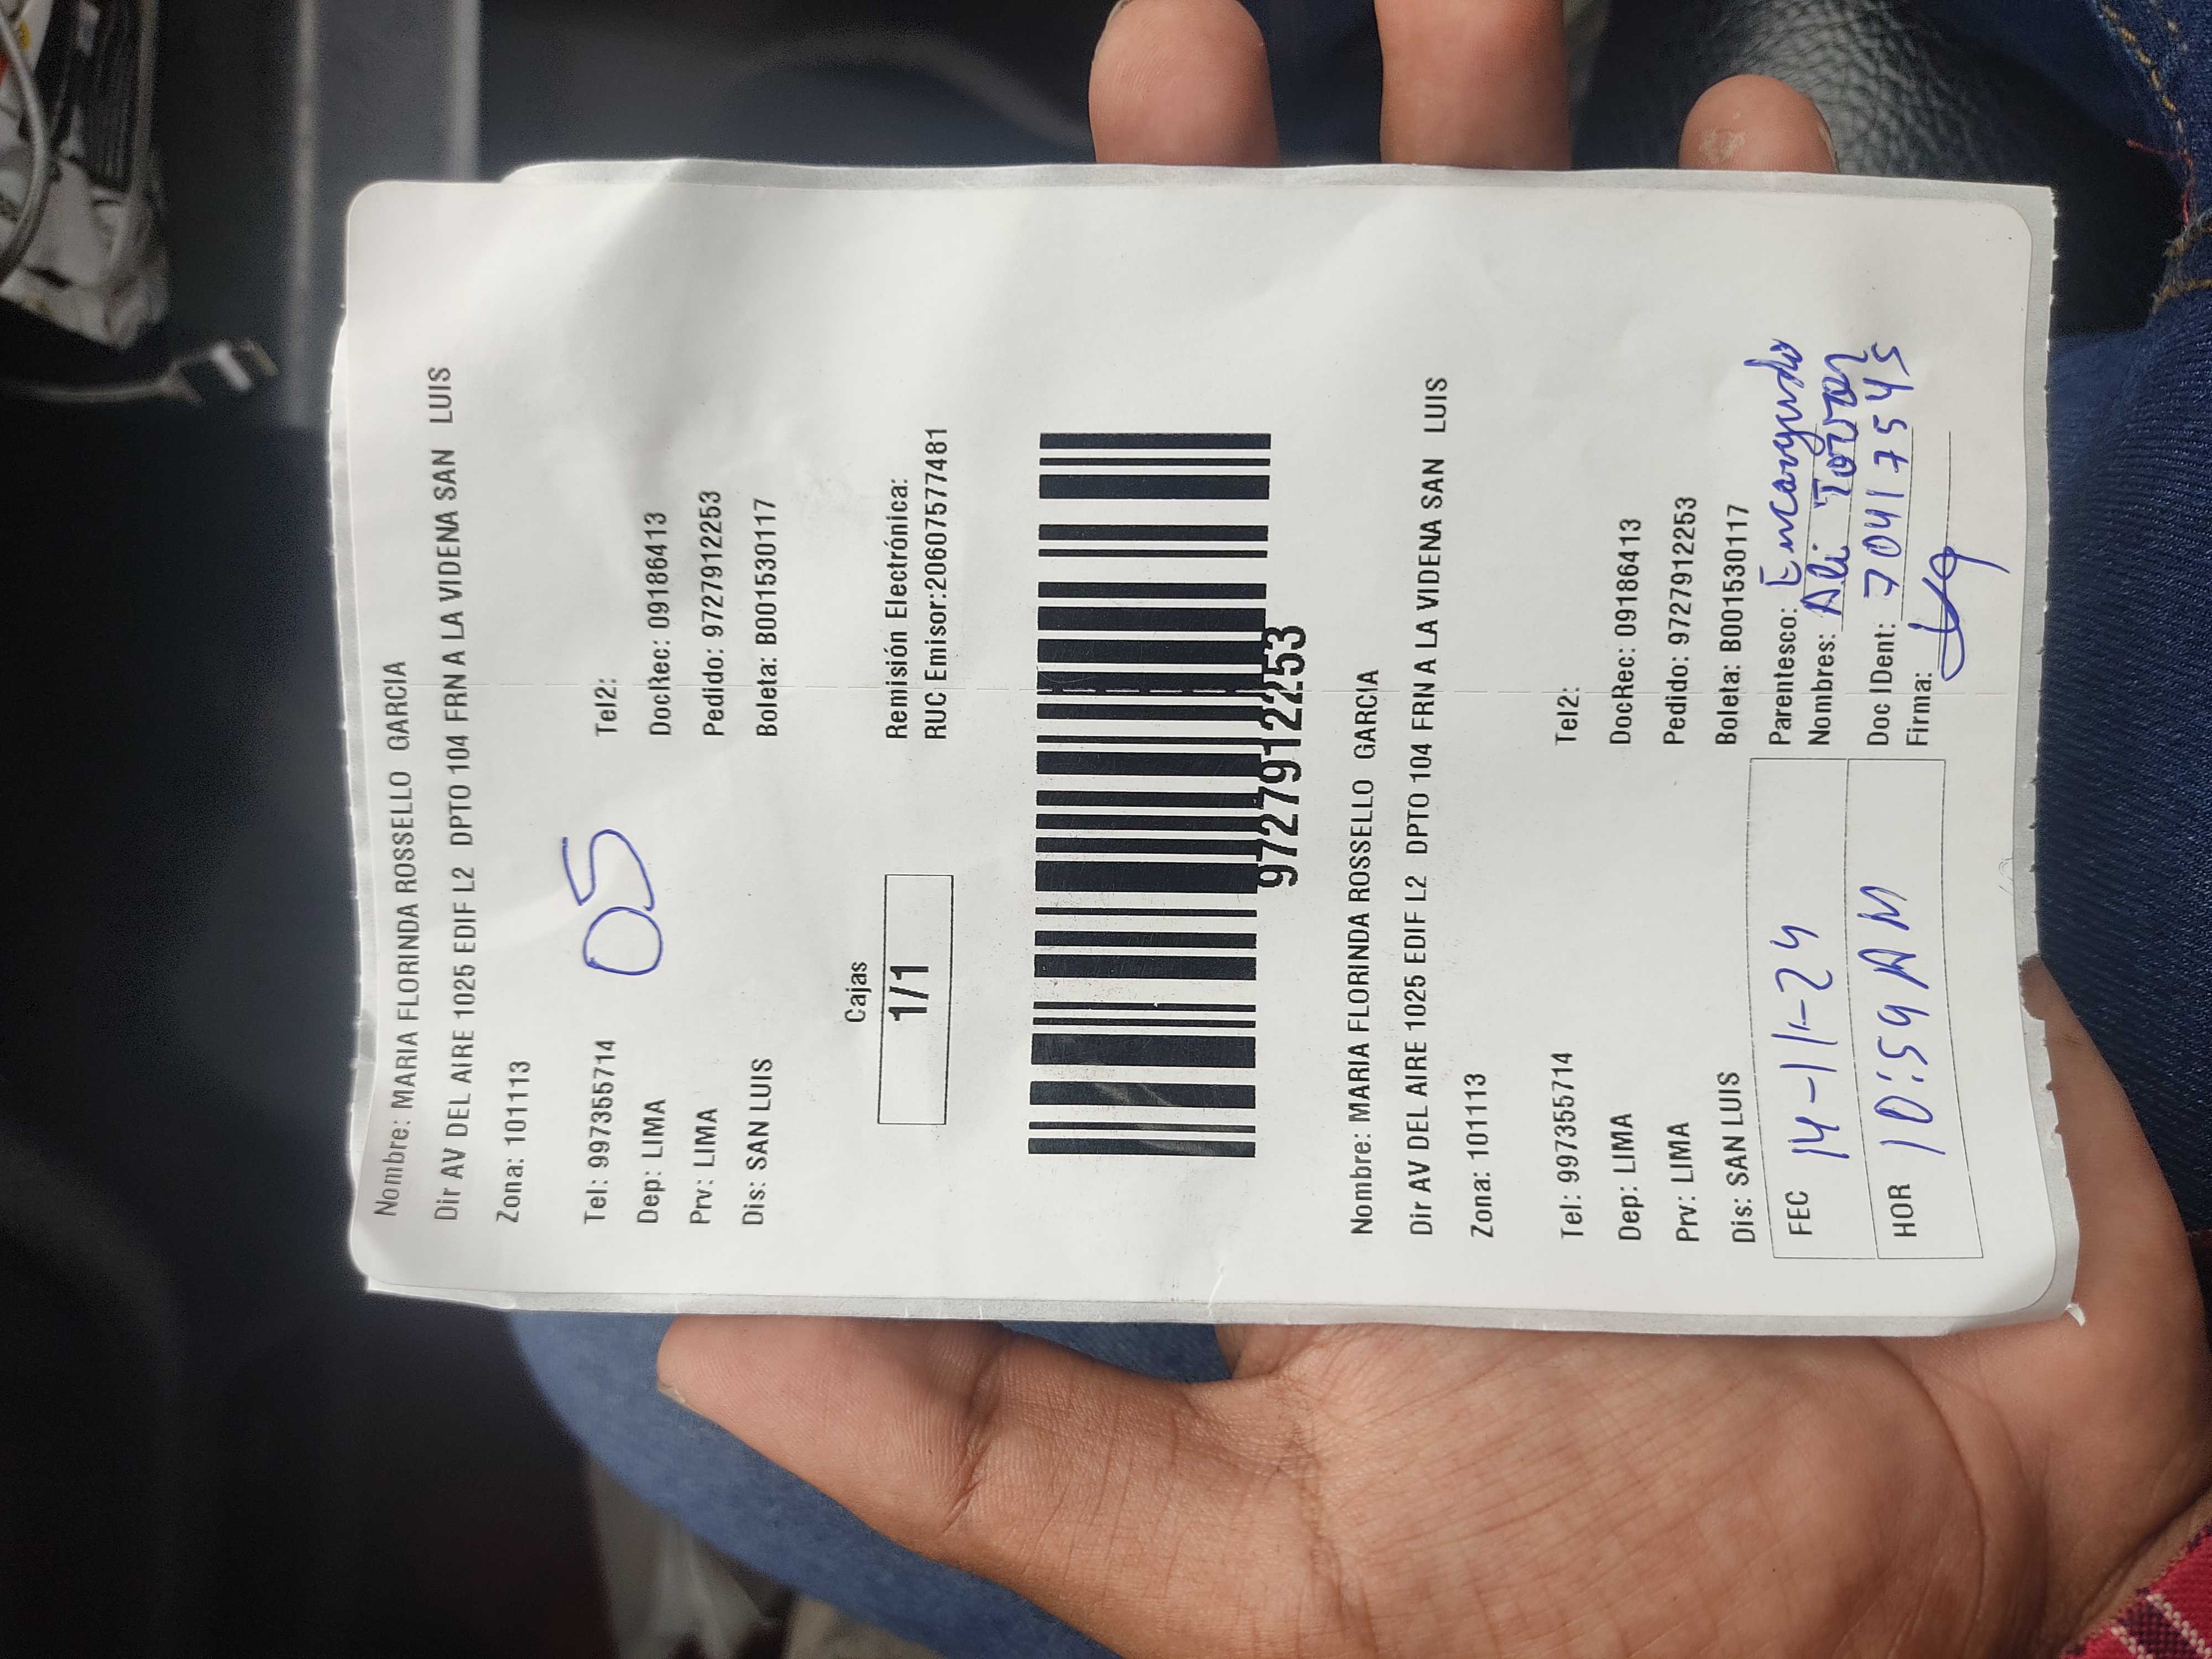 Nombre: MARIA FLORINDA ROSSELLO GARCIA
Dir AV DEL AIRE 1025 EDIF L2 DPTO 104 FRN A LA VIDENA SAN LUIS
Zona: 101113
05
Tel: 997355714 Tel2:
Dep: LIMA DocRec: 09186413
Prv: LIMA Pedido: 9727912253
Dis: SAN LUIS Boleta: B001530117
Cajas
1/1
Remisión Electrónica:
RUC Emisor:20607577481
9727912253
Nombre: MARIA FLORINDA ROSSELLO GARCIA
Dir AV DEL AIRE 1025 EDIF L2 DPTO 104 FRN A LA VIDENA SAN LUIS
Zona: 101113
Tel: 997355714 Tel2:
Dep: LIMA DocRec: 09186413
Prv: LIMA Pedido: 9727912253
Dis: SAN LUIS Boleta: B001530117
FEC 14-11-24
HOR 10:59 AM
Parentesco: Encargado
Nombres: Ali Tovar
Doc IDent: 70417545
Firma: